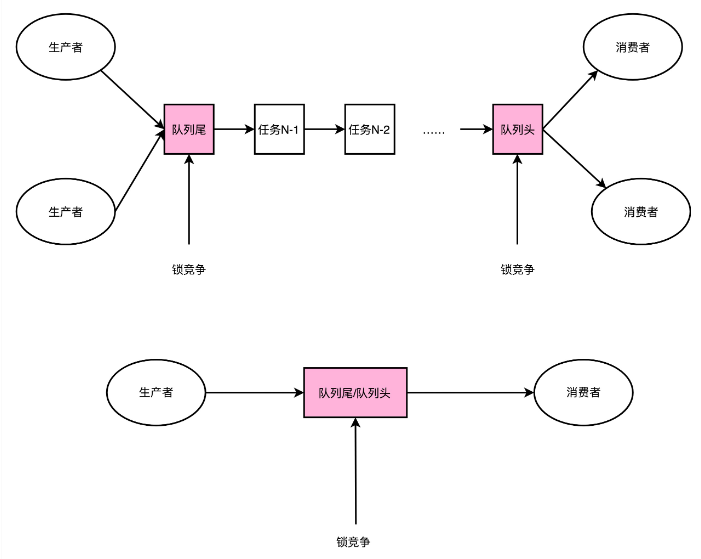 生产者
消费者
队列尾
任务N-1
任务N-2
......
队列头
生产者
消费者
锁竞争
锁竞争
生产者
队列尾/队列头
消费者
锁竞争